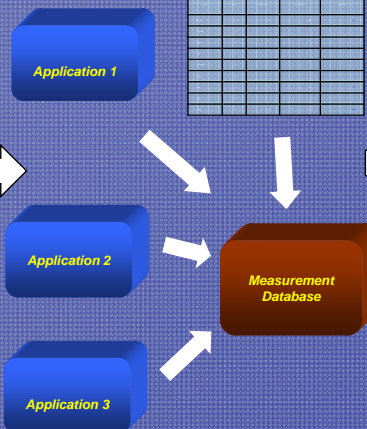 Application 1
Application 2
Measurement
Database
Application 3